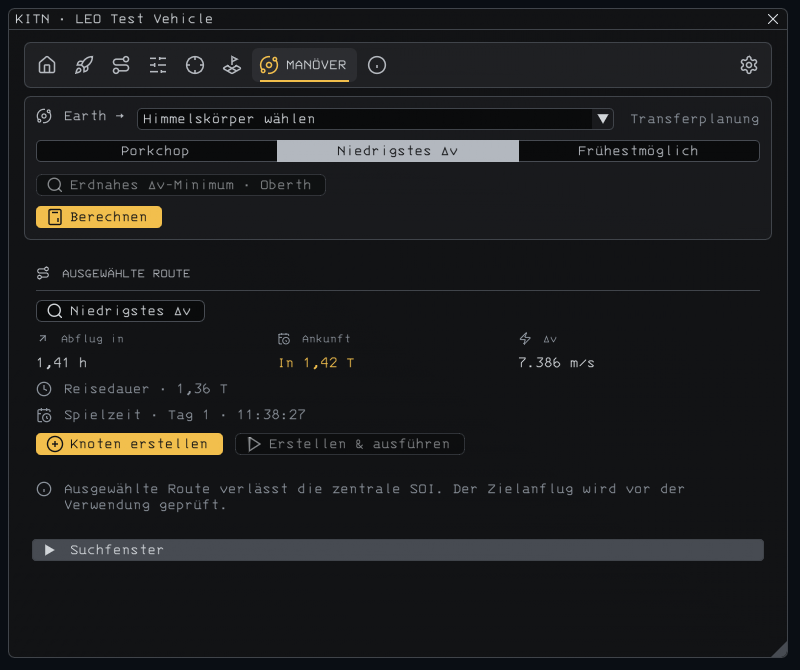 KITN · LEO Test Vehicle
MANÖVER
Earth → Himmelskörper wählen Transferplanung
Porkchop Niedrigstes Δv Frühestmöglich
Erdnahes Δv-Minimum · Oberth
Berechnen
AUSGEWÄHLTE ROUTE
Niedrigstes Δv
Abflug in Ankunft Δv
1,41 h In 1,42 T 7.386 m/s
Reisedauer · 1,36 T
Spielzeit · Tag 1 · 11:38:27
Knoten erstellen Erstellen & ausführen
Ausgewählte Route verlässt die zentrale SOI. Der Zielanflug wird vor der
Verwendung geprüft.
Suchfenster